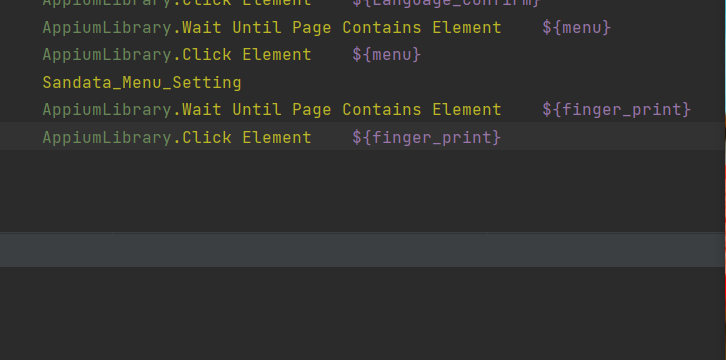 AppiumLibrary.Click Element    ${Language_Confirm}
AppiumLibrary.Wait Until Page Contains Element    ${menu}
AppiumLibrary.Click Element    ${menu}
Sandata_Menu_Setting
AppiumLibrary.Wait Until Page Contains Element    ${finger_print}
AppiumLibrary.Click Element    ${finger_print}